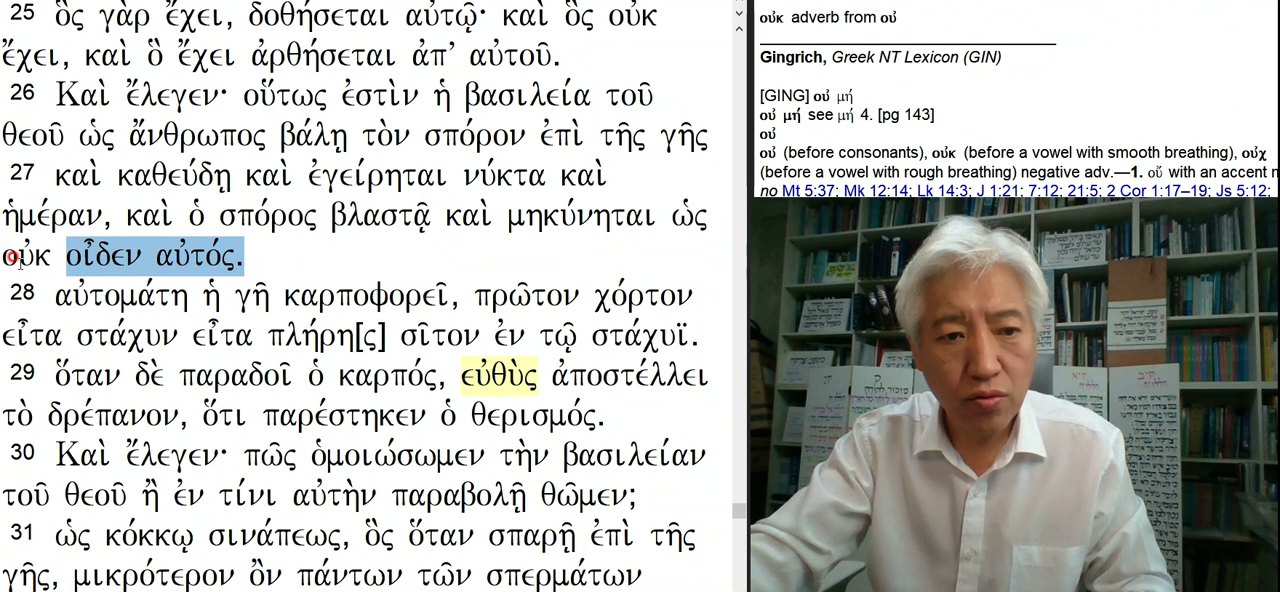 25 ὃς γὰρ ἔχει, δοθήσεται αὐτῷ· καὶ ὃς οὐκ
ἔχει, καὶ ὃ ἔχει ἀρθήσεται ἀπ’ αὐτοῦ.
26 Καὶ ἔλεγεν· οὕτως ἐστὶν ἡ βασιλεία τοῦ
θεοῦ ὡς ἄνθρωπος βάλῃ τὸν σπόρον ἐπὶ τῆς γῆς
27 καὶ καθεύδῃ καὶ ἐγείρηται νύκτα καὶ
ἡμέραν, καὶ ὁ σπόρος βλαστᾷ καὶ μηκύνηται ὡς
οὐκ οἶδεν αὐτός.
28 αὐτομάτη ἡ γῆ καρποφορεῖ, πρῶτον χόρτον
εἶτα στάχυν εἶτα πλήρη[ς] σῖτον ἐν τῷ στάχυϊ.
29 ὅταν δὲ παραδοῖ ὁ καρπός, εὐθὺς ἀποστέλλει
τὸ δρέπανον, ὅτι παρέστηκεν ὁ θερισμός.
30 Καὶ ἔλεγεν· πῶς ὁμοιώσωμεν τὴν βασιλείαν
τοῦ θεοῦ ἢ ἐν τίνι αὐτὴν παραβολῇ θῶμεν;
31 ὡς κόκκῳ σινάπεως, ὃς ὅταν σπαρῇ ἐπὶ τῆς
γῆς, μικρότερον ὂν πάντων τῶν σπερμάτων
οὐκ adverb from οὐ
Gingrich, Greek NT Lexicon (GIN)
[GING] οὐ μή
οὐ μή see μή 4. [pg 143]
οὐ
οὐ (before consonants), οὐκ (before a vowel with smooth breathing), οὐχ
(before a vowel with rough breathing) negative adv.—1. οὔ with an accent
no Mt 5:37; Mk 12:14; Lk 14:3; J 1:21; 7:12; 21:5; 2 Cor 1:17–19; Js 5:12;